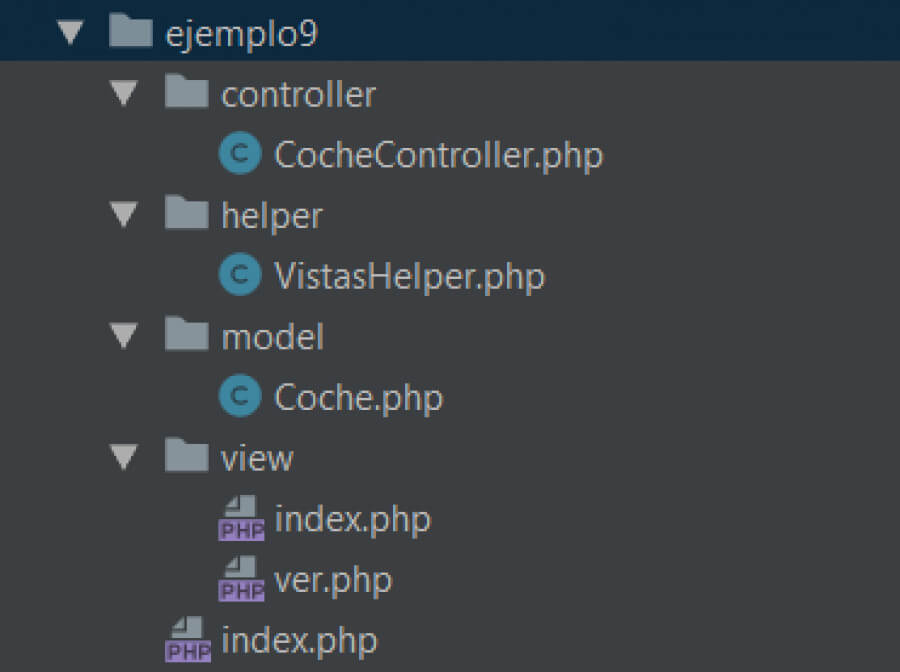 ejemplo9
controller
C CocheController.php
helper
C VistasHelper.php
model
C Coche.php
view
PHP index.php
PHP ver.php
PHP index.php